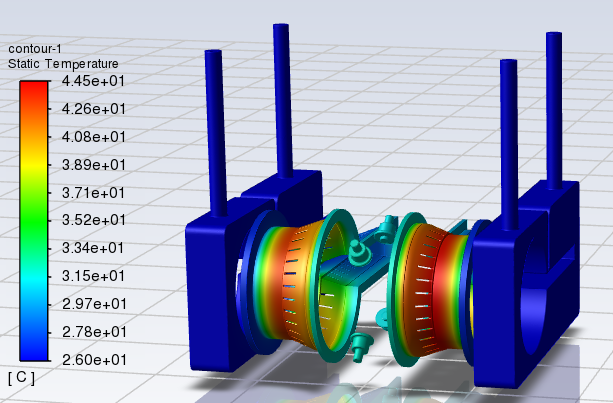 contour-1
Static Temperature
4.45e+01
4.26e+01
4.08e+01
3.89e+01
3.71e+01
3.52e+01
3.34e+01
3.15e+01
2.97e+01
2.78e+01
2.60e+01
[ C ]